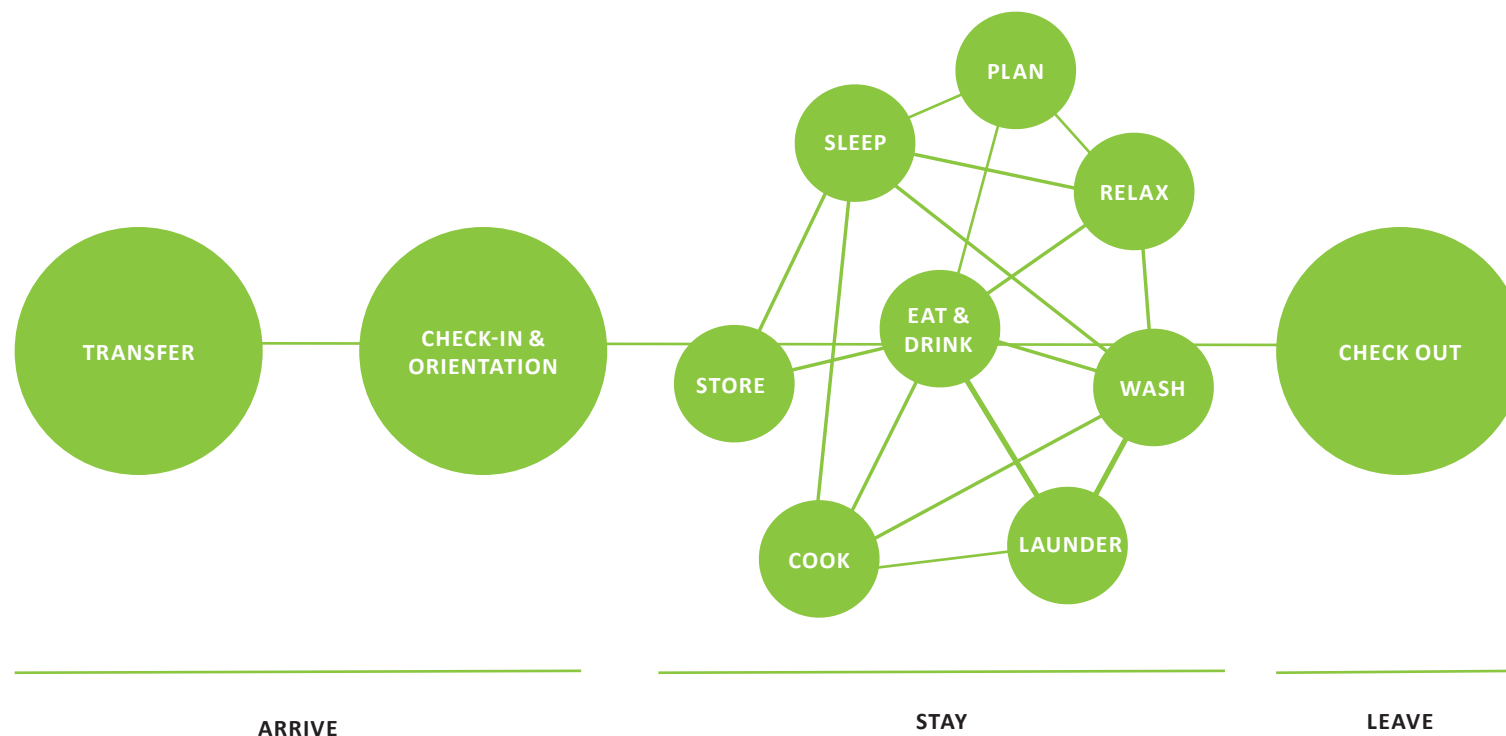 PLAN
SLEEP
RELAX
EAT &
DRINK
TRANSFER
CHECK-IN &
ORIENTATION
STORE
WASH
CHECK OUT
COOK
LAUNDER
ARRIVE
STAY
LEAVE